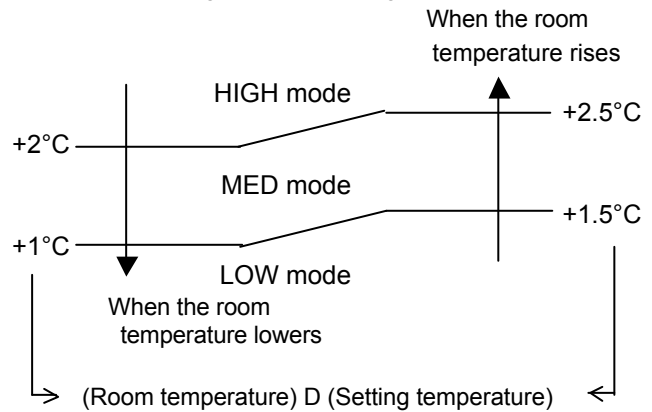 When the room
temperature rises
HIGH mode
+2.5°C
+2°C
MED mode
+1.5°C
+1°C
LOW mode
When the room
temperature lowers
(Room temperature) D (Setting temperature)